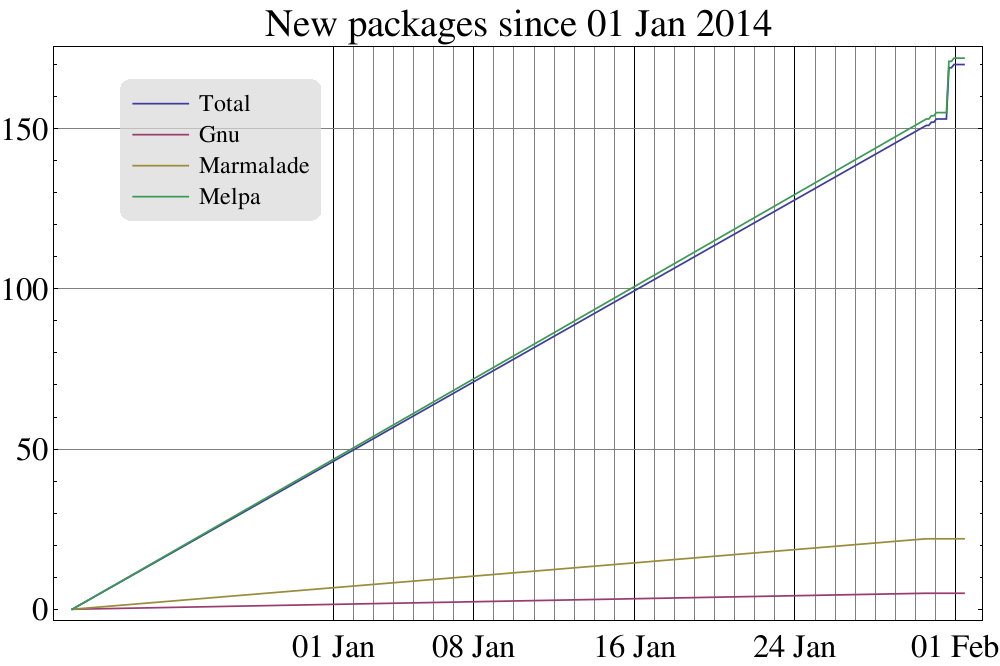 New packages since 01 Jan 2014
Total
Gnu
Marmalade
Melpa
150
100
50
0
01 Jan 08 Jan 16 Jan 24 Jan 01 Feb